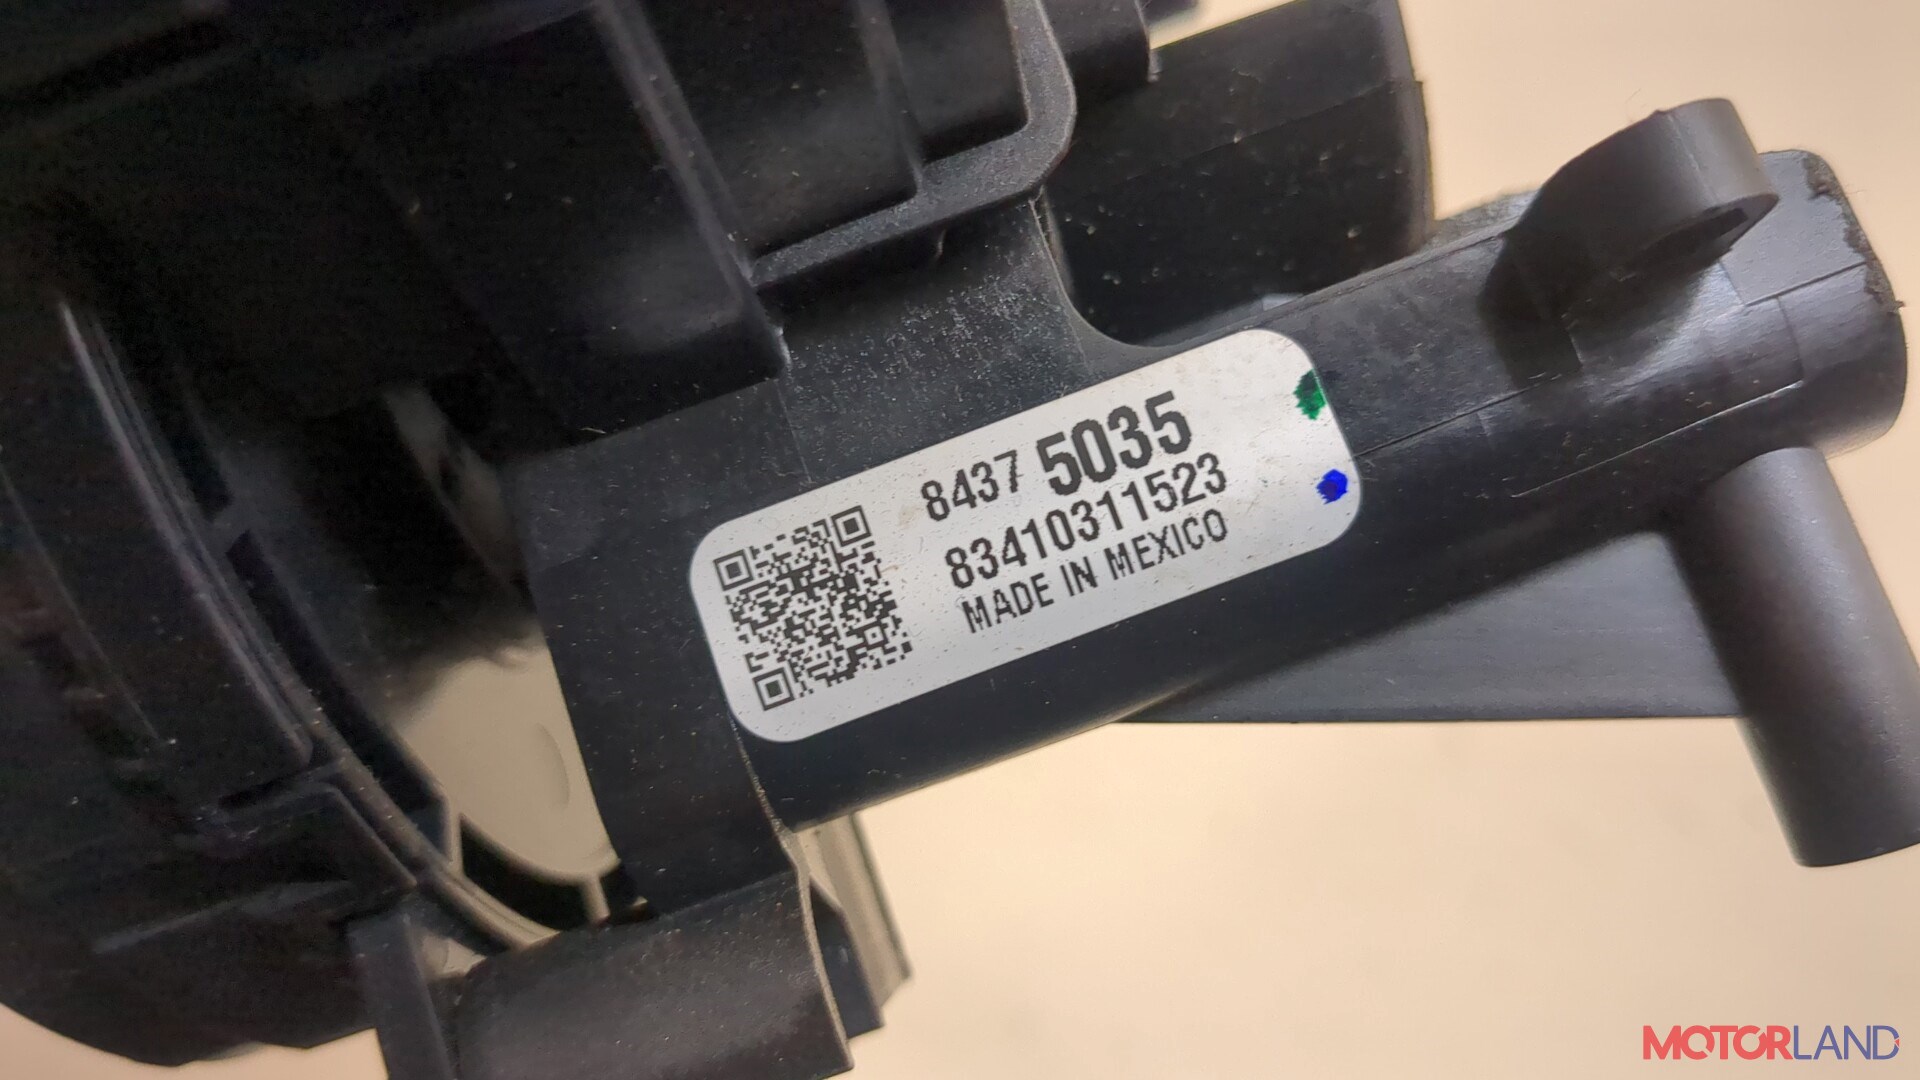 8437 5035
83410311523
MADE IN MEXICO
MOTORLAND